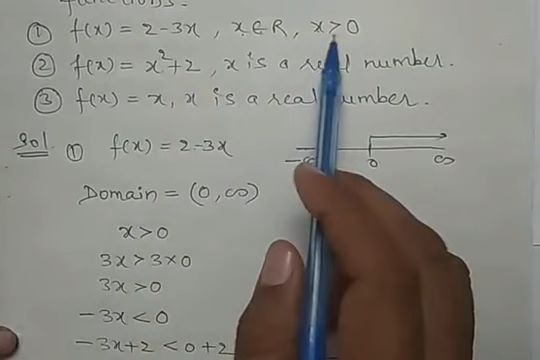 functions.
① f(x) = 2-3x , x∈R, x>0
② f(x) = x²+2 , x is a real number.
③ f(x) = x, x is a real number.
Sol. ① f(x) = 2-3x
-∞ 0 ∞
Domain = (0, ∞)
x>0
3x > 3×0
3x > 0
-3x < 0
-3x+2 < 0+2